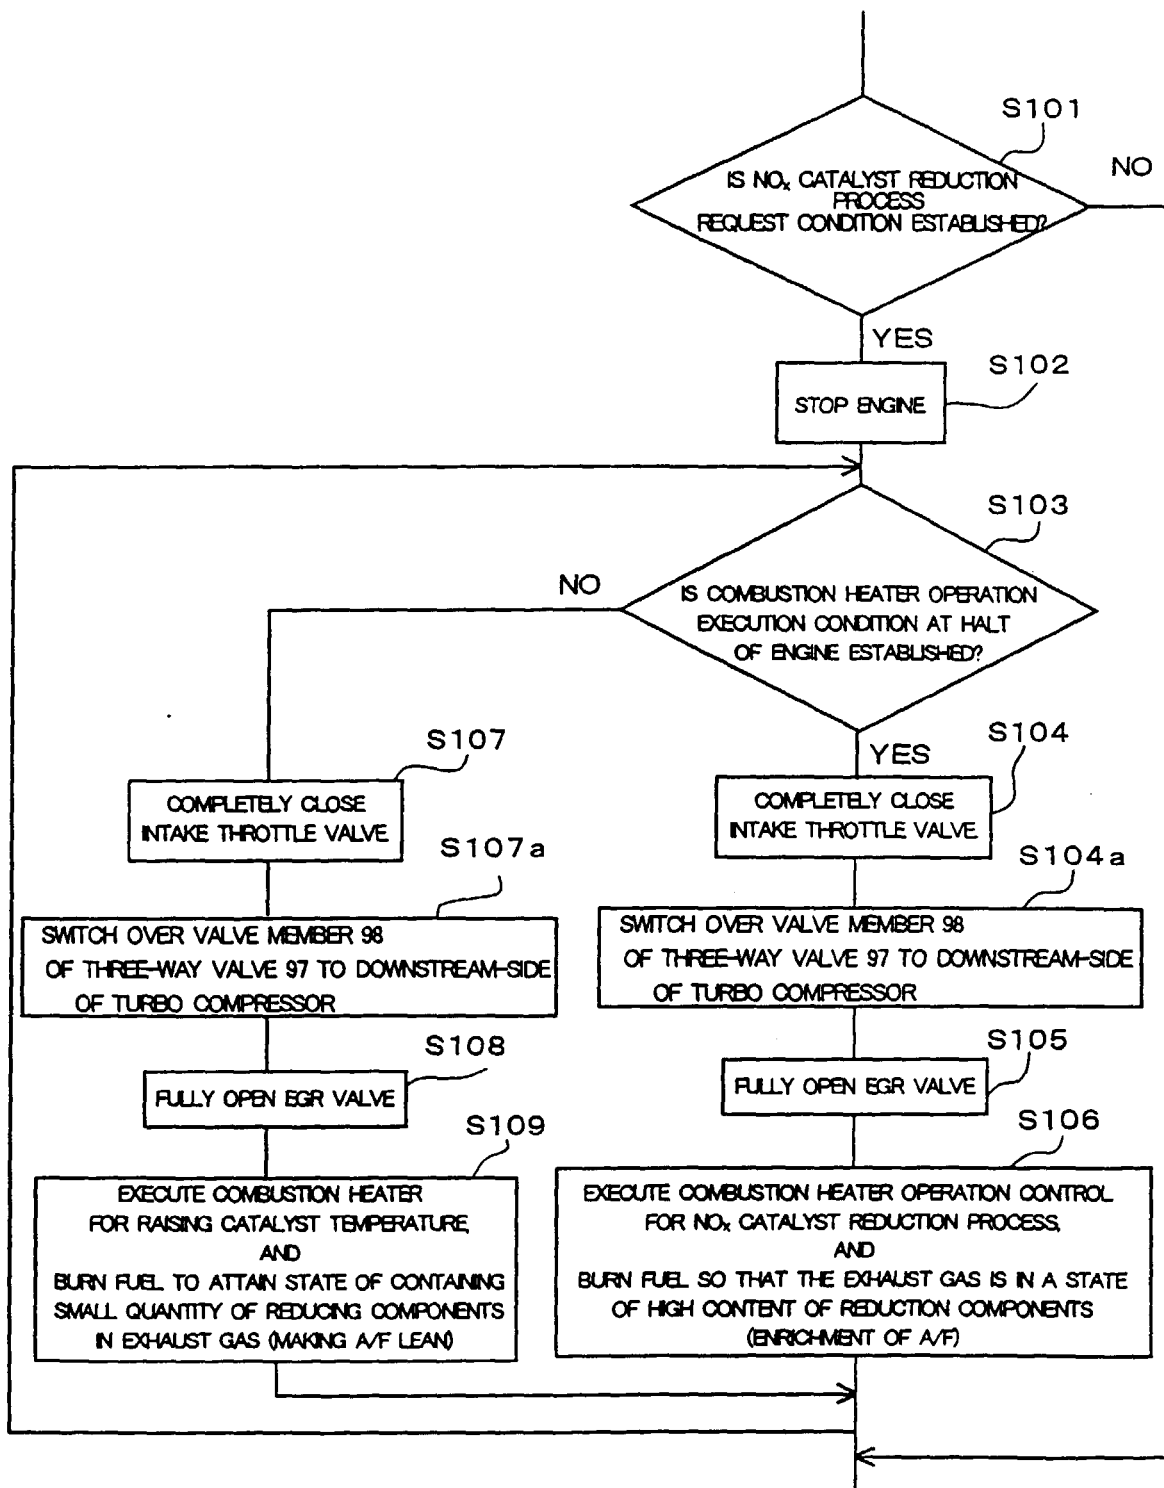 S101
NO
IS NOx CATALYST REDUCTION
PROCESS
REQUEST CONDITION ESTABLISHED?
YES
S102
STOP ENGINE
S103
NO
IS COMBUSTION HEATER OPERATION
EXECUTION CONDITION AT HALT
OF ENGINE ESTABLISHED?
S107
COMPLETELY CLOSE
INTAKE THROTTLE VALVE
YES
S104
COMPLETELY CLOSE
INTAKE THROTTLE VALVE
S107a
SWITCH OVER VALVE MEMBER 98
OF THREE-WAY VALVE 97 TO DOWNSTREAM-SIDE
OF TURBO COMPRESSOR
S104a
SWITCH OVER VALVE MEMBER 98
OF THREE-WAY VALVE 97 TO DOWNSTREAM-SIDE
OF TURBO COMPRESSOR
S108
FULLY OPEN EGR VALVE
S105
FULLY OPEN EGR VALVE
S109
EXECUTE COMBUSTION HEATER
FOR RAISING CATALYST TEMPERATURE,
AND
BURN FUEL TO ATTAIN STATE OF CONTAINING
SMALL QUANTITY OF REDUCING COMPONENTS
IN EXHAUST GAS (MAKING A/F LEAN)
S106
EXECUTE COMBUSTION HEATER OPERATION CONTROL
FOR NOx CATALYST REDUCTION PROCESS,
AND
BURN FUEL SO THAT THE EXHAUST GAS IS IN A STATE
OF HIGH CONTENT OF REDUCTION COMPONENTS
(ENRICHMENT OF A/F)